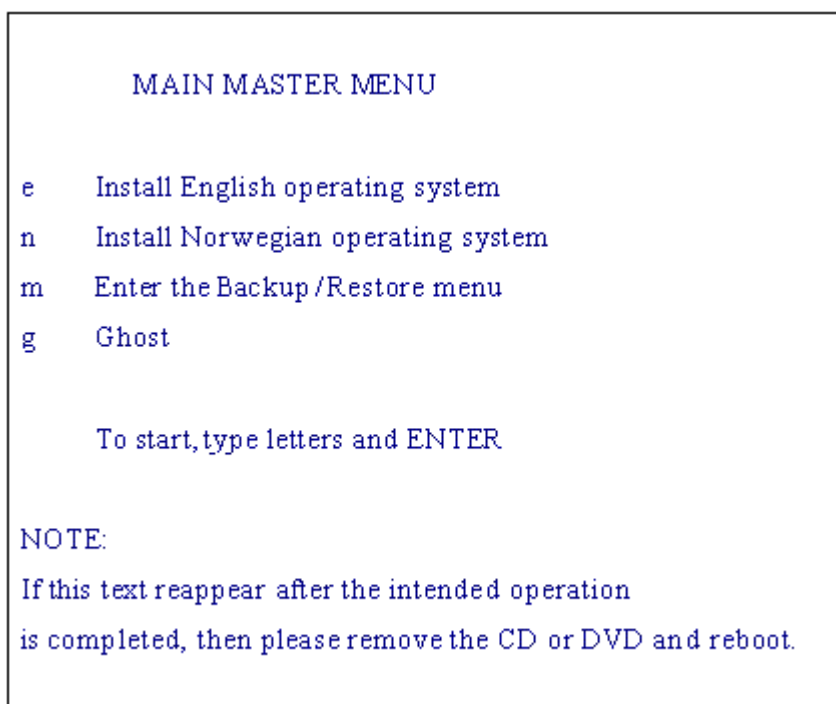 MAIN MASTER MENU
e Install English operating system
n Install Norwegian operating system
m Enter the Backup/Restore menu
g Ghost
To start, type letters and ENTER
NOTE:
If this text reappear after the intended operation
is completed, then please remove the CD or DVD and reboot.